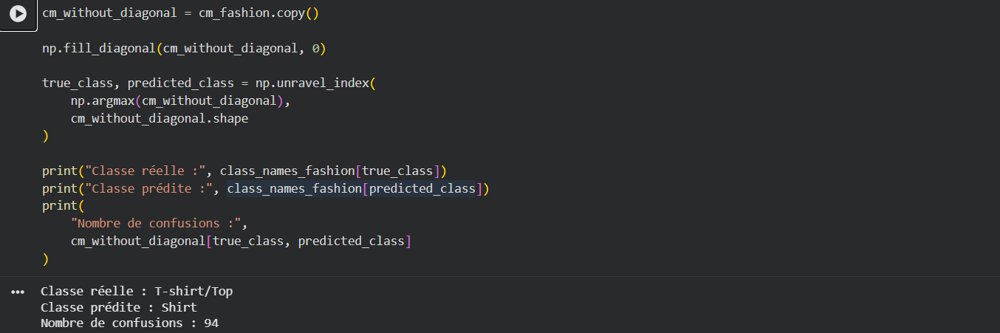 cm_without_diagonal = cm_fashion.copy()
np.fill_diagonal(cm_without_diagonal, 0)
true_class, predicted_class = np.unravel_index(
    np.argmax(cm_without_diagonal),
    cm_without_diagonal.shape
)
print("Classe réelle :", class_names_fashion[true_class])
print("Classe prédite :", class_names_fashion[predicted_class])
print(
    "Nombre de confusions :",
    cm_without_diagonal[true_class, predicted_class]
)
Classe réelle : T-shirt/Top
Classe prédite : Shirt
Nombre de confusions : 94